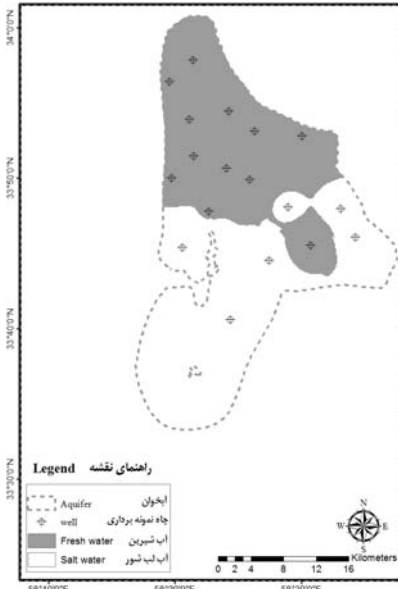 34°0'0"N
33°50'0"N
33°40'0"N
33°30'0"N
Legend راهنمای نقشه
Aquifer آبخوان
well چاه نمونه برداری
Fresh water آب شیرین
Salt water آب لب شور
N
W E
S
0 2 4 8 12 16
Kilometers